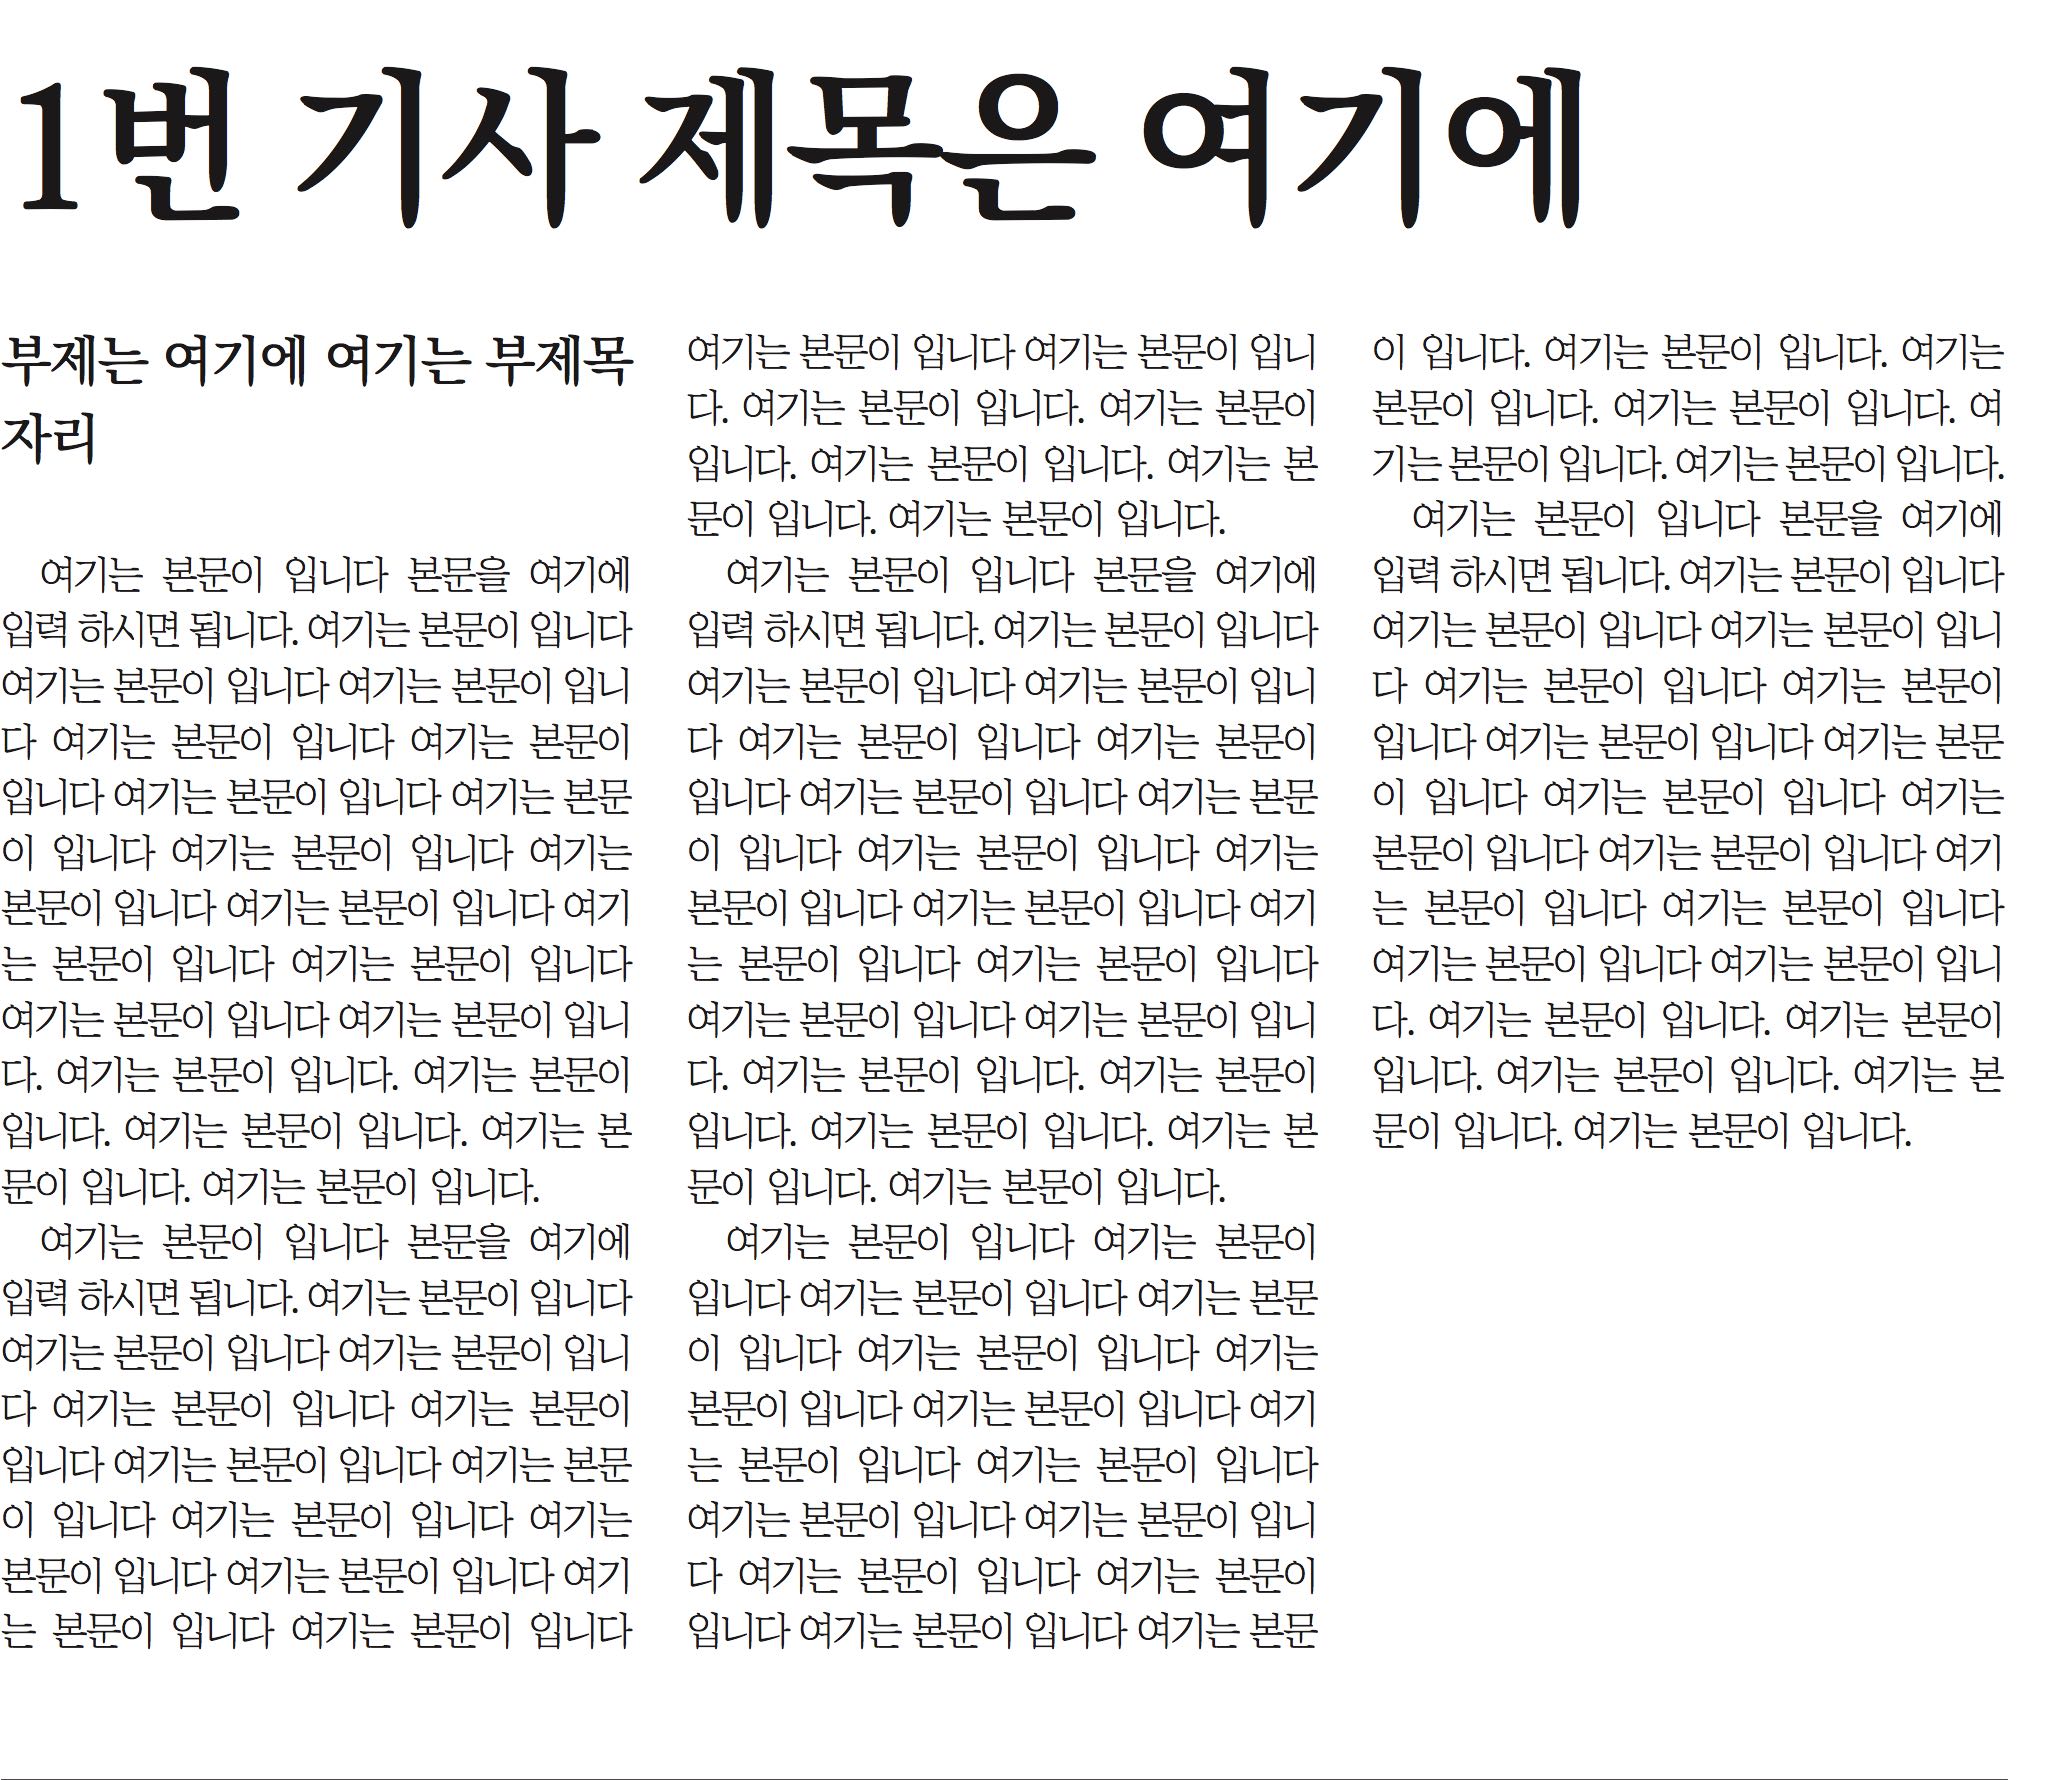 1번 기사 제목은 여기에
부제는 여기에 여기는 부제목
자리
여기는 본문이 입니다 본문을 여기에
입력 하시면 됩니다. 여기는 본문이 입니다
여기는 본문이 입니다 여기는 본문이 입니
다 여기는 본문이 입니다 여기는 본문이
입니다 여기는 본문이 입니다 여기는 본문
이 입니다 여기는 본문이 입니다 여기는
본문이 입니다 여기는 본문이 입니다 여기
는 본문이 입니다 여기는 본문이 입니다
여기는 본문이 입니다 여기는 본문이 입니
다. 여기는 본문이 입니다. 여기는 본문이
입니다. 여기는 본문이 입니다. 여기는 본
문이 입니다. 여기는 본문이 입니다.
여기는 본문이 입니다 본문을 여기에
입력 하시면 됩니다. 여기는 본문이 입니다
여기는 본문이 입니다 여기는 본문이 입니
다 여기는 본문이 입니다 여기는 본문이
입니다 여기는 본문이 입니다 여기는 본문
이 입니다 여기는 본문이 입니다 여기는
본문이 입니다 여기는 본문이 입니다 여기
는 본문이 입니다 여기는 본문이 입니다
여기는 본문이 입니다 여기는 본문이 입니
다. 여기는 본문이 입니다. 여기는 본문이
입니다. 여기는 본문이 입니다. 여기는 본
문이 입니다. 여기는 본문이 입니다.
여기는 본문이 입니다 본문을 여기에
입력 하시면 됩니다. 여기는 본문이 입니다
여기는 본문이 입니다 여기는 본문이 입니
다 여기는 본문이 입니다 여기는 본문이
입니다 여기는 본문이 입니다 여기는 본문
이 입니다 여기는 본문이 입니다 여기는
본문이 입니다 여기는 본문이 입니다 여기
는 본문이 입니다 여기는 본문이 입니다
여기는 본문이 입니다 여기는 본문이 입니
다. 여기는 본문이 입니다. 여기는 본문이
입니다. 여기는 본문이 입니다. 여기는 본
문이 입니다. 여기는 본문이 입니다.
여기는 본문이 입니다 여기는 본문이
입니다 여기는 본문이 입니다 여기는 본문
이 입니다 여기는 본문이 입니다 여기는
본문이 입니다 여기는 본문이 입니다 여기
는 본문이 입니다 여기는 본문이 입니다
여기는 본문이 입니다 여기는 본문이 입니
다 여기는 본문이 입니다 여기는 본문이
입니다 여기는 본문이 입니다 여기는 본문
이 입니다. 여기는 본문이 입니다. 여기는
본문이 입니다. 여기는 본문이 입니다. 여
기는 본문이 입니다. 여기는 본문이 입니다.
여기는 본문이 입니다 본문을 여기에
입력 하시면 됩니다. 여기는 본문이 입니다
여기는 본문이 입니다 여기는 본문이 입니
다 여기는 본문이 입니다 여기는 본문이
입니다 여기는 본문이 입니다 여기는 본문
이 입니다 여기는 본문이 입니다 여기는
본문이 입니다 여기는 본문이 입니다 여기
는 본문이 입니다 여기는 본문이 입니다
여기는 본문이 입니다 여기는 본문이 입니
다. 여기는 본문이 입니다. 여기는 본문이
입니다. 여기는 본문이 입니다. 여기는 본
문이 입니다. 여기는 본문이 입니다.